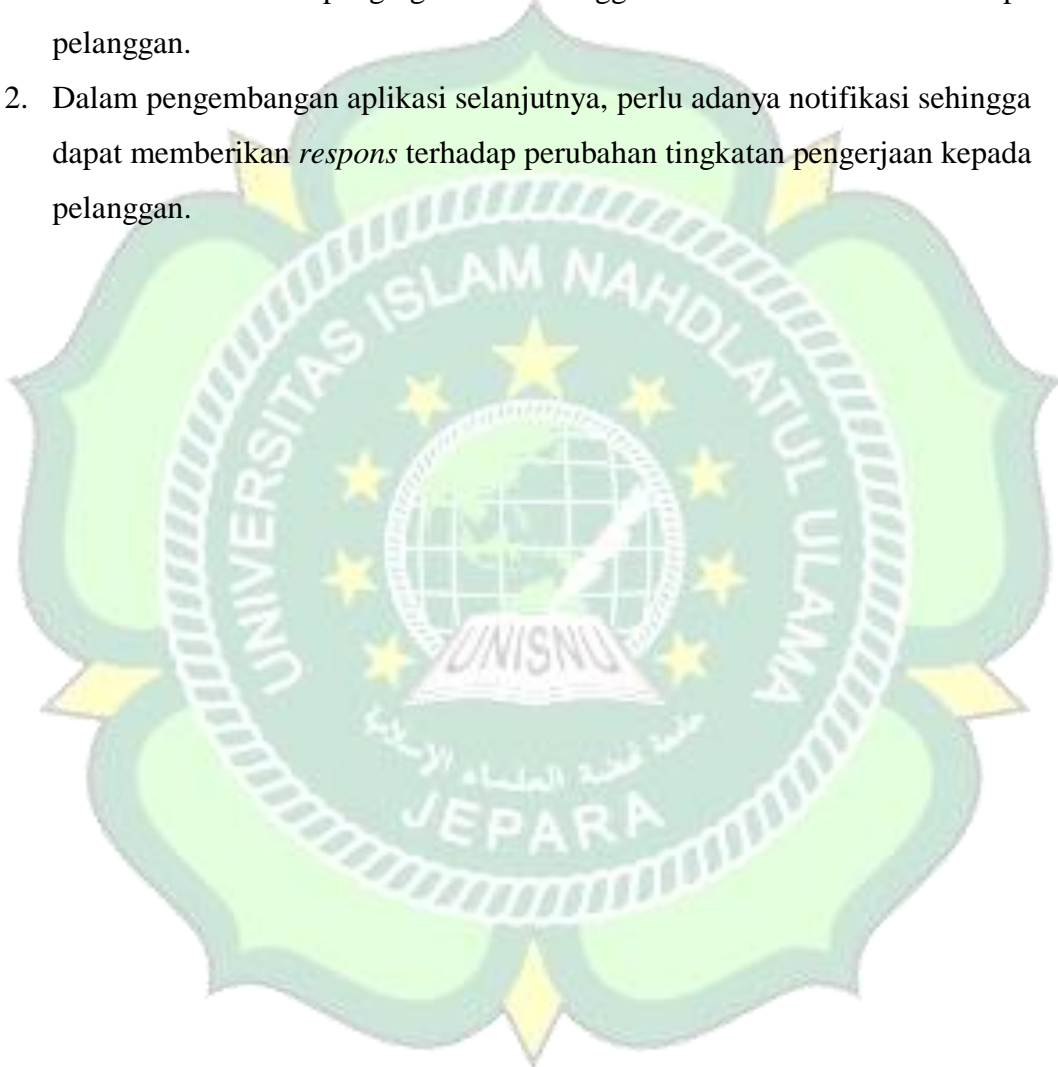 pelanggan.
2. Dalam pengembangan aplikasi selanjutnya, perlu adanya notifikasi sehingga
dapat memberikan respons terhadap perubahan tingkatan pengerjaan kepada
pelanggan.
UNIVERSITAS ISLAM NAHDLATUL ULAMA
UNISNU
JEPARA